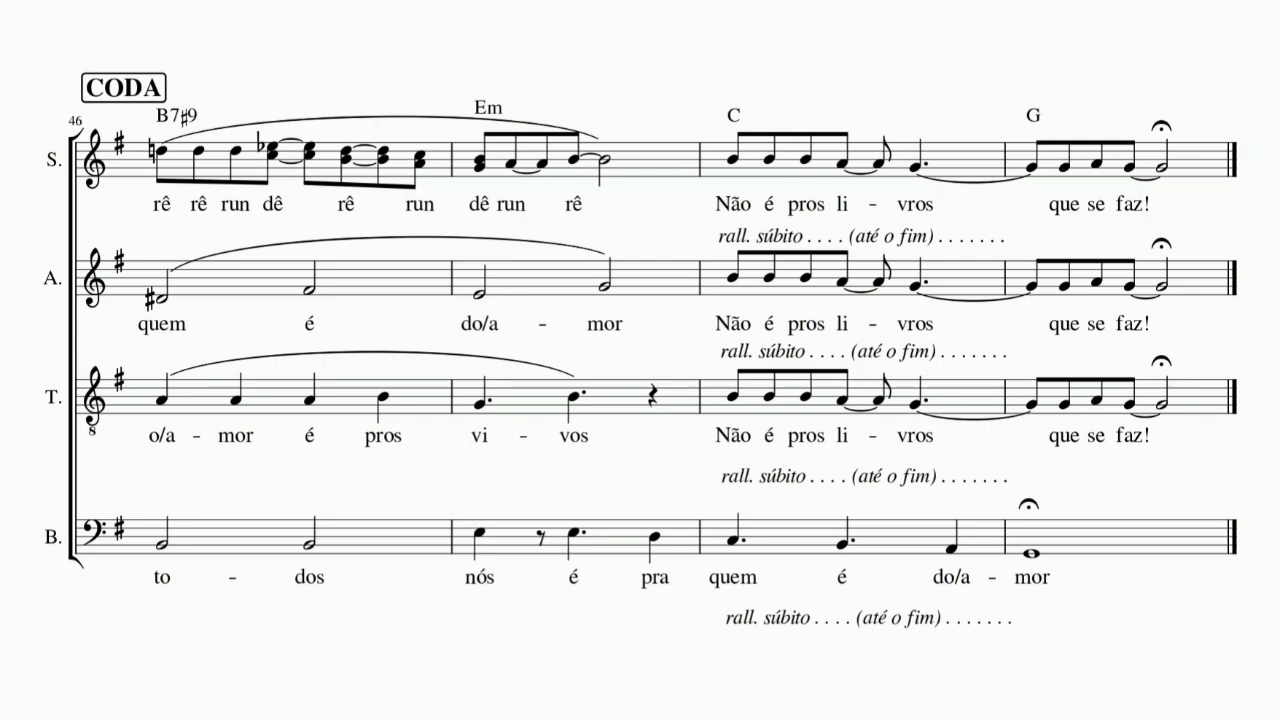 CODA
46 B7♯9 Em C G
S.
rê rê run dê rê run dê run rê Não é pros li - vros que se faz!
rall. súbito . . . . (até o fim) . . . . . . .
A.
quem é do/a - mor Não é pros li - vros que se faz!
rall. súbito . . . . (até o fim) . . . . . . .
T.
8
o/a - mor é pros vi - vos Não é pros li - vros que se faz!
rall. súbito . . . . (até o fim) . . . . . . .
B.
to - dos nós é pra quem é do/a - mor
rall. súbito . . . . (até o fim) . . . . . . .